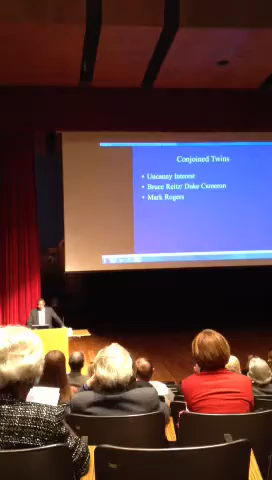 Conjoined Twins
• Uncanny Interest
• Bruce Reitz/ Duke Cameron
• Mark Rogers